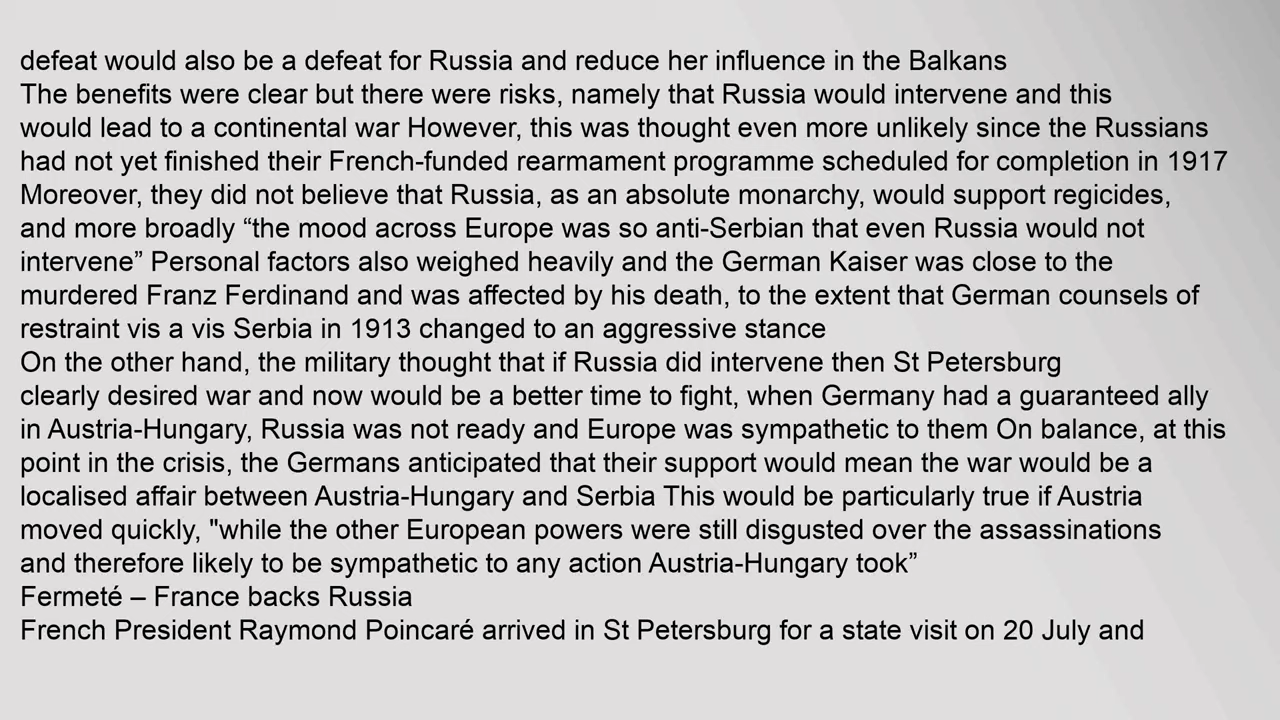 defeat would also be a defeat for Russia and reduce her influence in the Balkans
The benefits were clear but there were risks, namely that Russia would intervene and this
would lead to a continental war However, this was thought even more unlikely since the Russians
had not yet finished their French-funded rearmament programme scheduled for completion in 1917
Moreover, they did not believe that Russia, as an absolute monarchy, would support regicides,
and more broadly “the mood across Europe was so anti-Serbian that even Russia would not
intervene” Personal factors also weighed heavily and the German Kaiser was close to the
murdered Franz Ferdinand and was affected by his death, to the extent that German counsels of
restraint vis a vis Serbia in 1913 changed to an aggressive stance
On the other hand, the military thought that if Russia did intervene then St Petersburg
clearly desired war and now would be a better time to fight, when Germany had a guaranteed ally
in Austria-Hungary, Russia was not ready and Europe was sympathetic to them On balance, at this
point in the crisis, the Germans anticipated that their support would mean the war would be a
localised affair between Austria-Hungary and Serbia This would be particularly true if Austria
moved quickly, "while the other European powers were still disgusted over the assassinations
and therefore likely to be sympathetic to any action Austria-Hungary took”
Fermeté – France backs Russia
French President Raymond Poincaré arrived in St Petersburg for a state visit on 20 July and